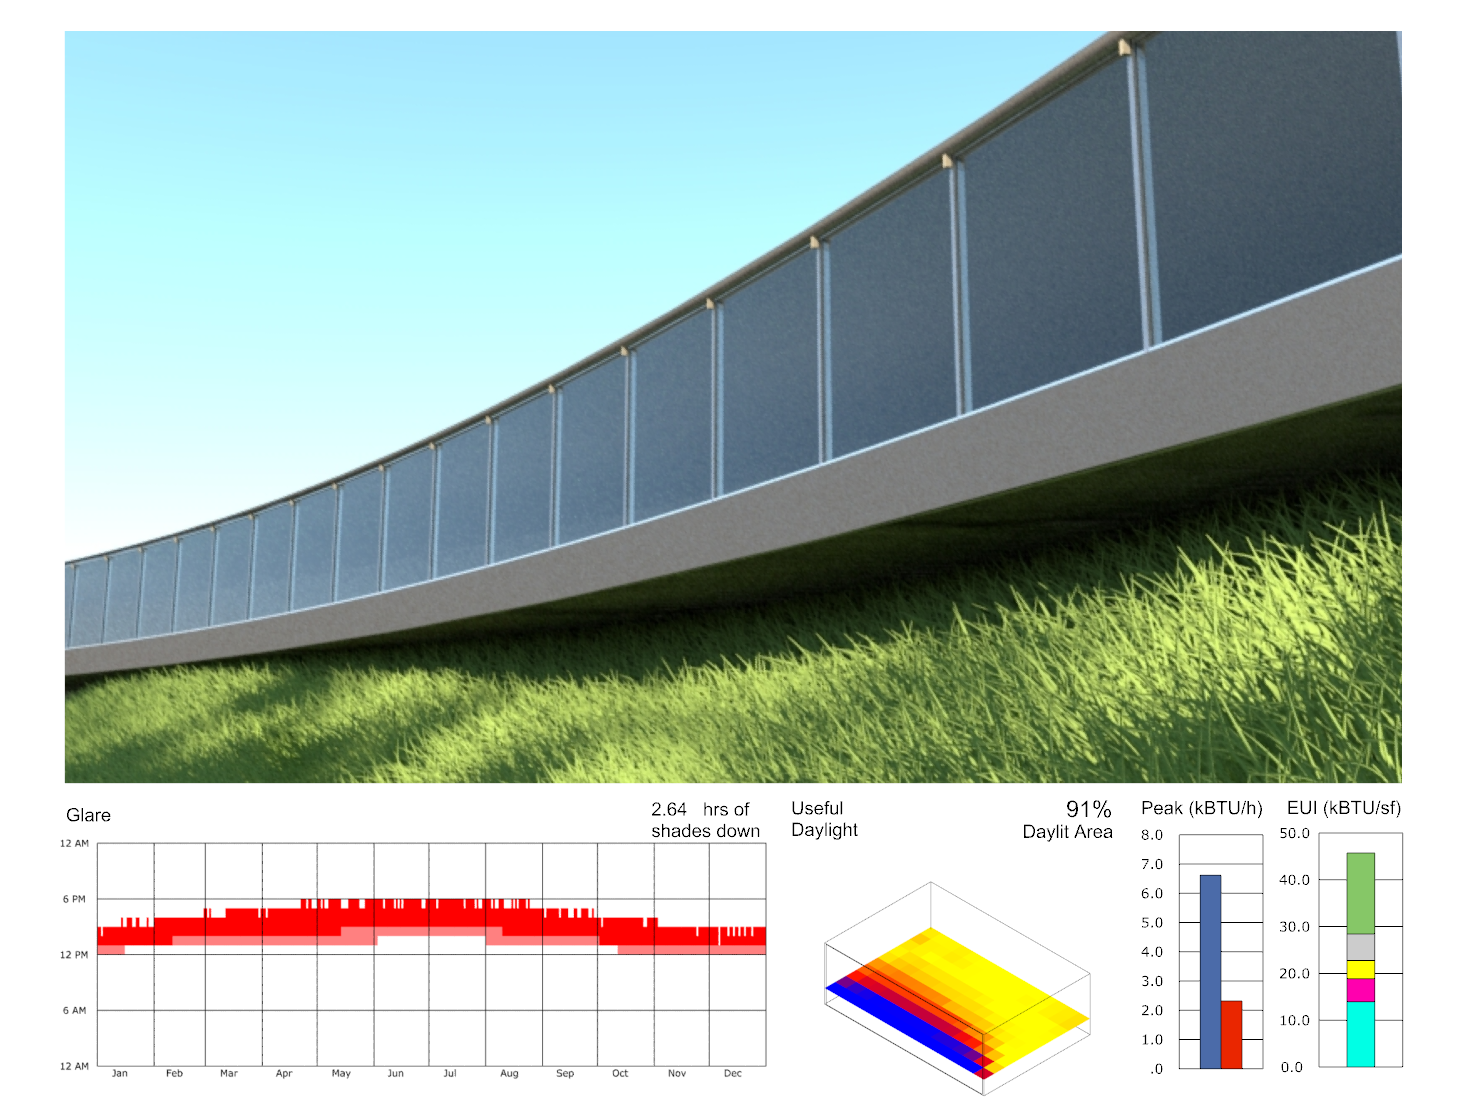 Glare
2.64 hrs of
shades down
12 AM
6 PM
12 PM
6 AM
12 AM
Jan Feb Mar Apr May Jun Jul Aug Sep Oct Nov Dec
Useful
Daylight
91%
Daylit Area
Peak (kBTU/h)
8.0
7.0
6.0
5.0
4.0
3.0
2.0
1.0
.0
EUI (kBTU/sf)
50.0
40.0
30.0
20.0
10.0
0.0